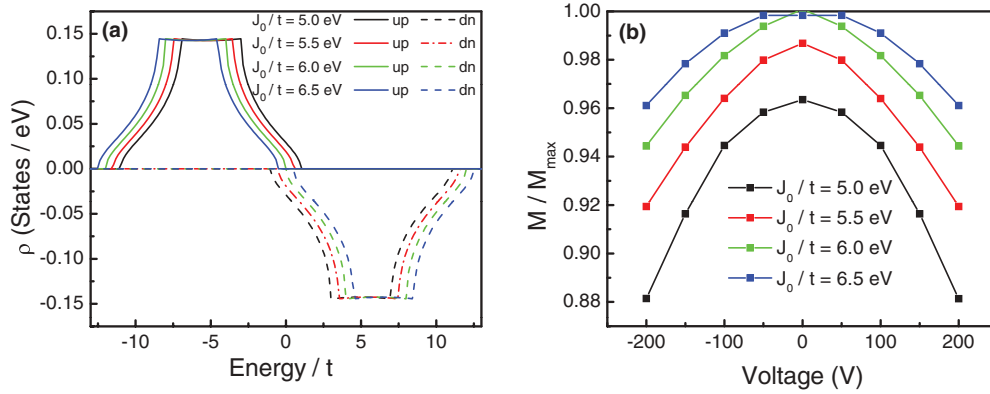 (a)
J0 / t = 5.0 eV up dn
J0 / t = 5.5 eV up dn
J0 / t = 6.0 eV up dn
J0 / t = 6.5 eV up dn
0.15
0.10
0.05
0.00
-0.05
-0.10
-0.15
ρ (States / eV)
-10 -5 0 5 10
Energy / t
(b)
1.00
0.98
0.96
0.94
0.92
0.90
0.88
M / Mmax
J0 / t = 5.0 eV
J0 / t = 5.5 eV
J0 / t = 6.0 eV
J0 / t = 6.5 eV
-200 -100 0 100 200
Voltage (V)